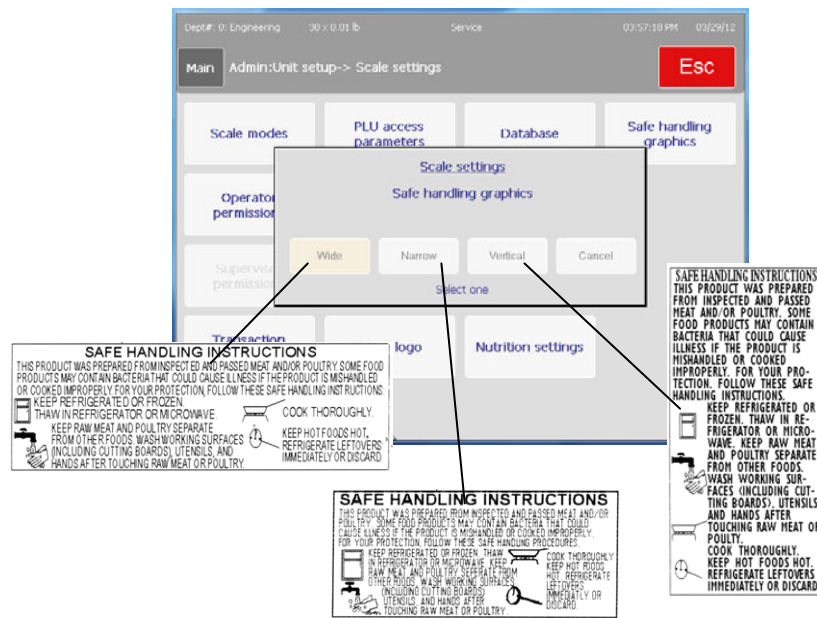 Dept#: 0: Engineering 30 x 0.01 lb Service 03:57:18 PM 03/29/12
Main Admin:Unit setup-> Scale settings Esc
Scale modes
PLU access
parameters
Database
Safe handling
graphics
Scale settings
Safe handling graphics
Wide Narrow Vertical Cancel
Select one
Operato
permission
Supervis
permission
Transaction
logo
Nutrition settings
SAFE HANDLING INSTRUCTIONS
THIS PRODUCT WAS PREPARED FROM INSPECTED AND PASSED MEAT AND/OR POULTRY. SOME FOOD
PRODUCTS MAY CONTAIN BACTERIA THAT COULD CAUSE ILLNESS IF THE PRODUCT IS MISHANDLED
OR COOKED IMPROPERLY. FOR YOUR PROTECTION, FOLLOW THESE SAFE HANDLING INSTRUCTIONS.
KEEP REFRIGERATED OR FROZEN.
THAW IN REFRIGERATOR OR MICROWAVE.
KEEP RAW MEAT AND POULTRY SEPARATE
FROM OTHER FOODS. WASH WORKING SURFACES
(INCLUDING CUTTING BOARDS), UTENSILS, AND
HANDS AFTER TOUCHING RAW MEAT OR POULTRY.
COOK THOROUGHLY.
KEEP HOT FOODS HOT,
REFRIGERATE LEFTOVERS
IMMEDIATELY OR DISCARD
SAFE HANDLING INSTRUCTIONS
THIS PRODUCT WAS PREPARED FROM INSPECTED AND PASSED MEAT AND/OR
POULTRY. SOME FOOD PRODUCTS MAY CONTAIN BACTERIA THAT COULD
CAUSE ILLNESS IF THE PRODUCT IS MISHANDLED OR COOKED IMPROPERLY.
FOR YOUR PROTECTION, FOLLOW THESE SAFE HANDLING PROCEDURES.
KEEP REFRIGERATED OR FROZEN. THAW
IN REFRIGERATOR OR MICROWAVE. KEEP
RAW MEAT AND POULTRY SEPERATE FROM
OTHER FOODS. WASH WORKING SURFACES
(INCLUDING CUTTING BOARDS)
UTENSILS, AND HANDS AFTER
TOUCHING RAW MEAT OR POULTRY.
COOK THOROUGHLY
KEEP HOT FOODS
HOT. REFRIGERATE
LEFTOVERS
IMMEDIATLY OR
DISCARD.
SAFE HANDLING INSTRUCTIONS
THIS PRODUCT WAS PREPARED
FROM INSPECTED AND PASSED
MEAT AND/OR POULTRY. SOME
FOOD PRODUCTS MAY CONTAIN
BACTERIA THAT COULD CAUSE
ILLNESS IF THE PRODUCT IS
MISHANDLED OR COOKED
IMPROPERLY. FOR YOUR PRO-
TECTION. FOLLOW THESE SAFE
HANDLING INSTRUCTIONS.
KEEP REFRIGERATED OR
FROZEN. THAW IN RE-
FRIGERATOR OR MICRO-
WAVE. KEEP RAW MEAT
AND POULTRY SEPARATE
FROM OTHER FOODS.
WASH WORKING SUR-
FACES (INCLUDING CUT-
TING BOARDS), UTENSILS
AND HANDS AFTER
TOUCHING RAW MEAT OR
POULTY.
COOK THOROUGHLY.
KEEP HOT FOODS HOT.
REFRIGERATE LEFTOVERS
IMMEDIATELY OR DISCARD